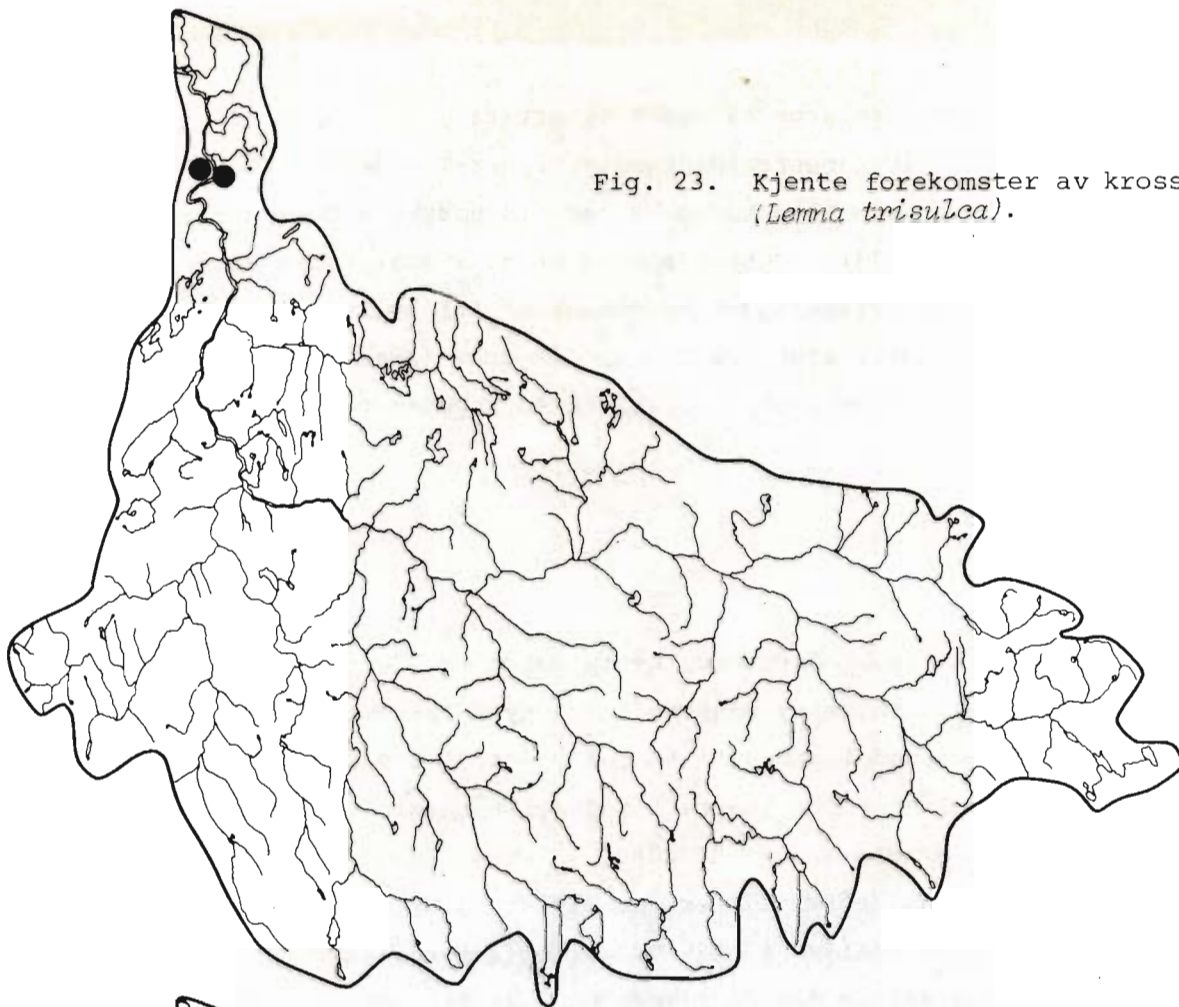 Fig. 23. Kjente forekomster av kross
(Lemna trisulca).